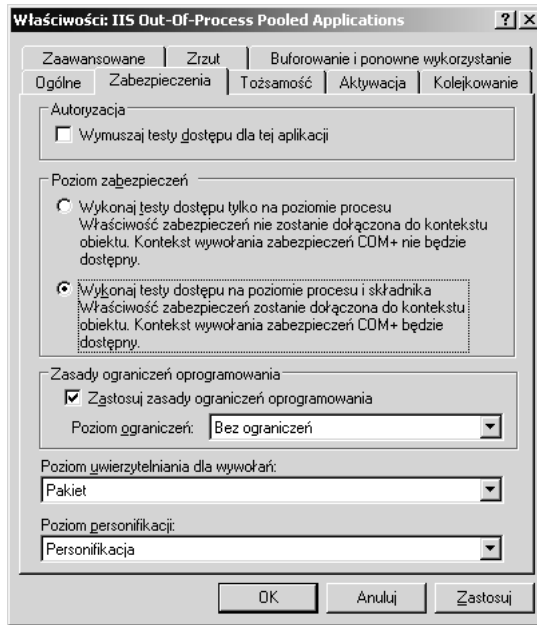 Właściwości: IIS Out-Of-Process Pooled Applications
Zaawansowane Zrzut Buforowanie i ponowne wykorzystanie
Ogólne Zabezpieczenia Tożsamość Aktywacja Kolejkowanie
Autoryzacja
Wymuszaj testy dostępu dla tej aplikacji
Poziom zabezpieczeń
Wykonaj testy dostępu tylko na poziomie procesu
Właściwość zabezpieczeń nie zostanie dołączona do kontekstu
obiektu. Kontekst wywołania zabezpieczeń COM+ nie będzie
dostępny.
Wykonaj testy dostępu na poziomie procesu i składnika
Właściwość zabezpieczeń zostanie dołączona do kontekstu
obiektu. Kontekst wywołania zabezpieczeń COM+ będzie
dostępny.
Zasady ograniczeń oprogramowania
Zastosuj zasady ograniczeń oprogramowania
Poziom ograniczeń: Bez ograniczeń
Poziom uwierzytelniania dla wywołań:
Pakiet
Poziom personifikacji:
Personifikacja
OK Anuluj Zastosuj